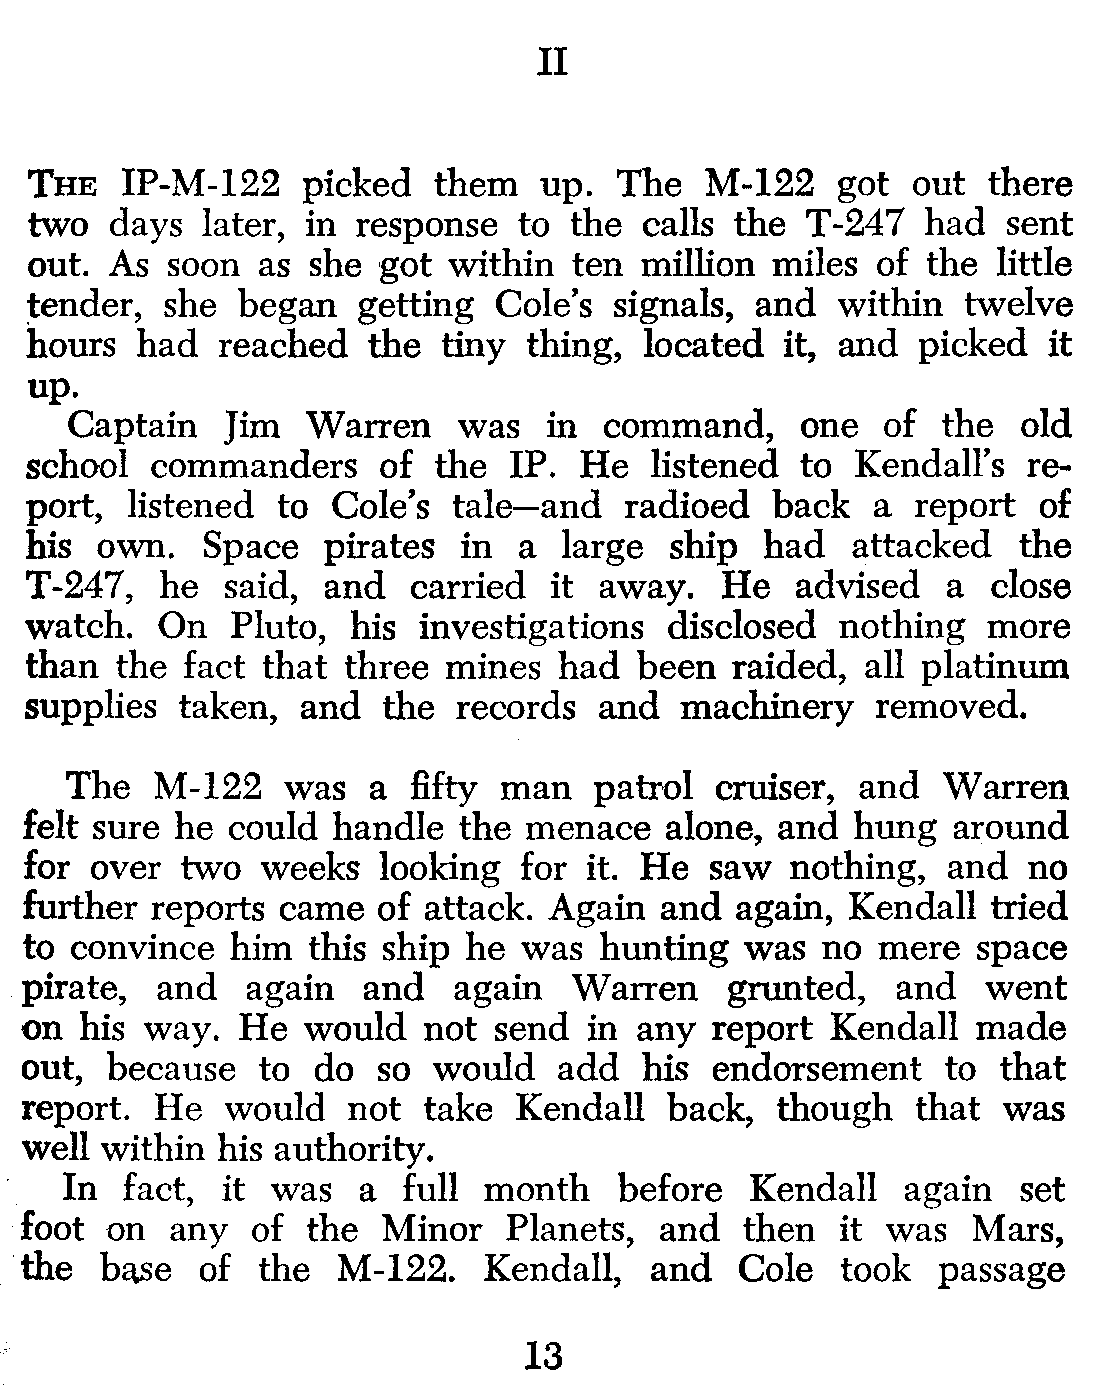 II
THE IP-M-122 picked them up. The M-122 got out there
two days later, in response to the calls the T-247 had sent
out. As soon as she got within ten million miles of the little
tender, she began getting Cole's signals, and within twelve
hours had reached the tiny thing, located it, and picked it
up.
Captain Jim Warren was in command, one of the old
school commanders of the IP. He listened to Kendall's re-
port, listened to Cole's tale—and radioed back a report of
his own. Space pirates in a large ship had attacked the
T-247, he said, and carried it away. He advised a close
watch. On Pluto, his investigations disclosed nothing more
than the fact that three mines had been raided, all platinum
supplies taken, and the records and machinery removed.
The M-122 was a fifty man patrol cruiser, and Warren
felt sure he could handle the menace alone, and hung around
for over two weeks looking for it. He saw nothing, and no
further reports came of attack. Again and again, Kendall tried
to convince him this ship he was hunting was no mere space
pirate, and again and again Warren grunted, and went
on his way. He would not send in any report Kendall made
out, because to do so would add his endorsement to that
report. He would not take Kendall back, though that was
well within his authority.
In fact, it was a full month before Kendall again set
foot on any of the Minor Planets, and then it was Mars,
the base of the M-122. Kendall, and Cole took passage
13